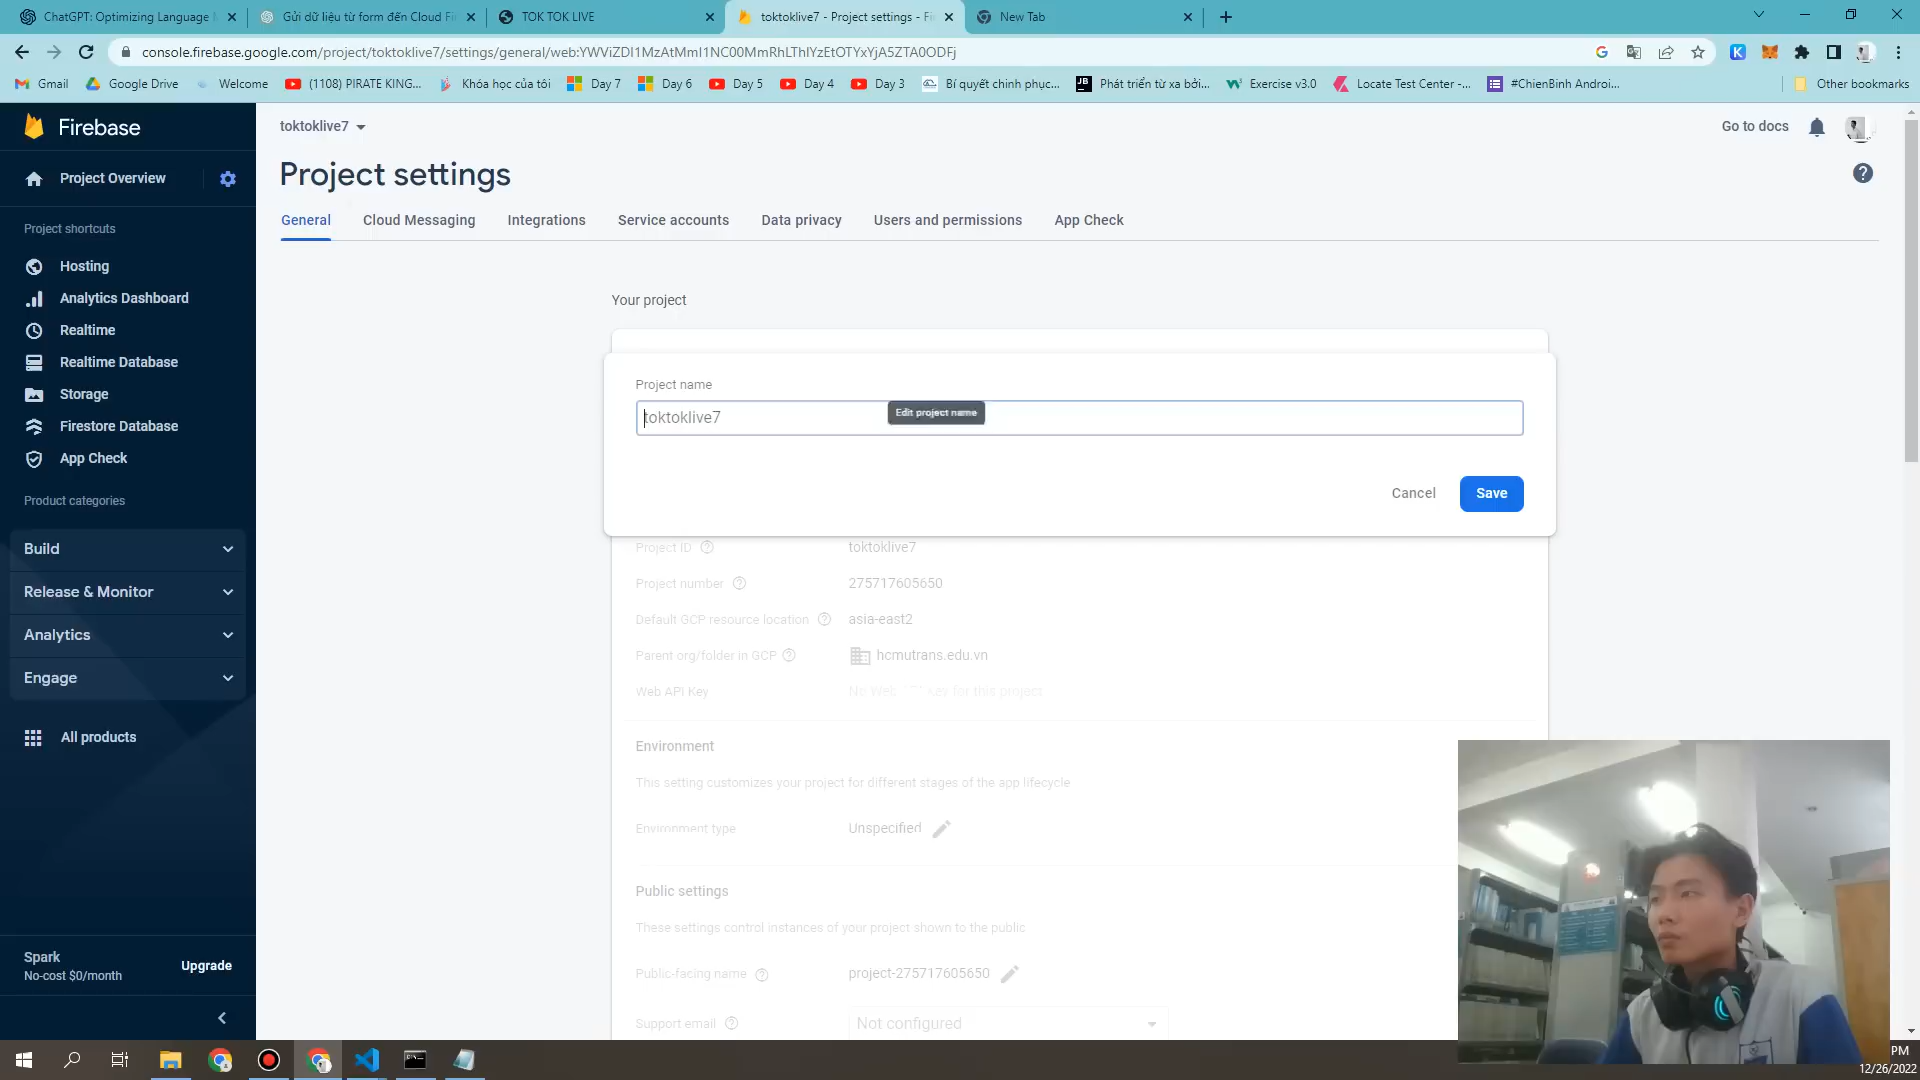 ChatGPT: Optimizing Language
Gửi dữ liệu từ form đến Cloud Fi
TOK TOK LIVE
toktoklive7 - Project settings - Fi
New Tab
console.firebase.google.com/project/toktoklive7/settings/general/web:YWViZDI1MzAtMmI1NC00MmRhLThlYzEtOTYxYjA5ZTA0ODFj
Gmail
Google Drive
Welcome
(1108) PIRATE KING...
Khóa học của tôi
Day 7
Day 6
Day 5
Day 4
Day 3
Bí quyết chinh phục...
Phát triển từ xa bởi...
Exercise v3.0
Locate Test Center -...
#ChienBinh Androi...
Other bookmarks
Firebase
toktoklive7
Go to docs
Project Overview
Project settings
General
Cloud Messaging
Integrations
Service accounts
Data privacy
Users and permissions
App Check
Project shortcuts
Hosting
Analytics Dashboard
Realtime
Realtime Database
Storage
Firestore Database
App Check
Product categories
Build
Release & Monitor
Analytics
Engage
All products
Spark
No-cost $0/month
Upgrade
Your project
Project name
toktoklive7
Edit project name
Cancel
Save
Project ID
toktoklive7
Project number
275717605650
Default GCP resource location
asia-east2
Parent org/folder in GCP
hcmutrans.edu.vn
Web API Key
No Web API Key for this project
Environment
This setting customizes your project for different stages of the app lifecycle
Environment type
Unspecified
Public settings
These settings control instances of your project shown to the public
Public-facing name
project-275717605650
Support email
Not configured
PM
12/26/2022